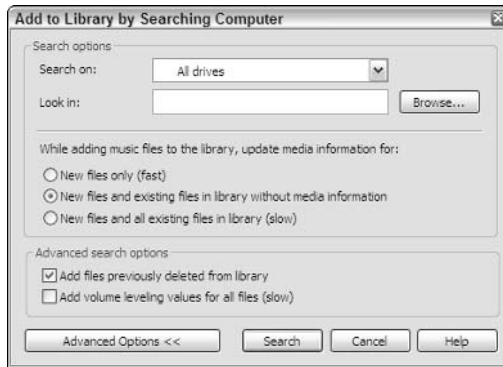 Add to Library by Searching Computer
Search options
Search on: All drives
Look in: Browse...
While adding music files to the library, update media information for:
New files only (fast)
New files and existing files in library without media information
New files and all existing files in library (slow)
Advanced search options
Add files previously deleted from library
Add volume leveling values for all files (slow)
Advanced Options << Search Cancel Help